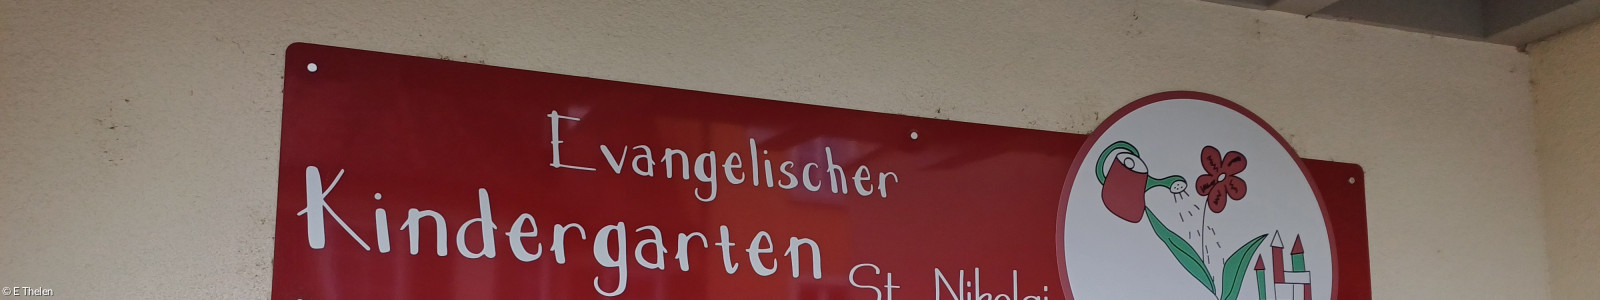 Evangelischer
Kindergarten
St. Nikolai
© E Thelen